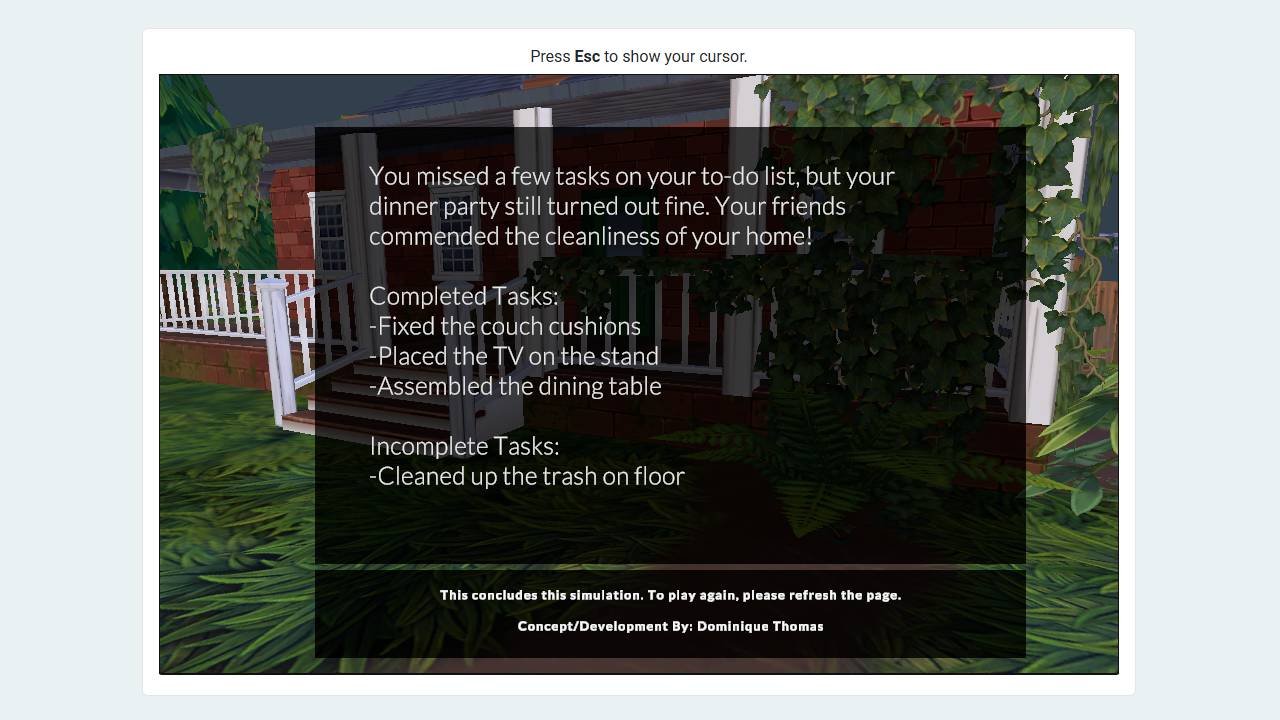 Press Esc to show your cursor.
You missed a few tasks on your to-do list, but your
dinner party still turned out fine. Your friends
commended the cleanliness of your home!
Completed Tasks:
-Fixed the couch cushions
-Placed the TV on the stand
-Assembled the dining table
Incomplete Tasks:
-Cleaned up the trash on floor
This concludes this simulation. To play again, please refresh the page.
Concept/Development By: Dominique Thomas